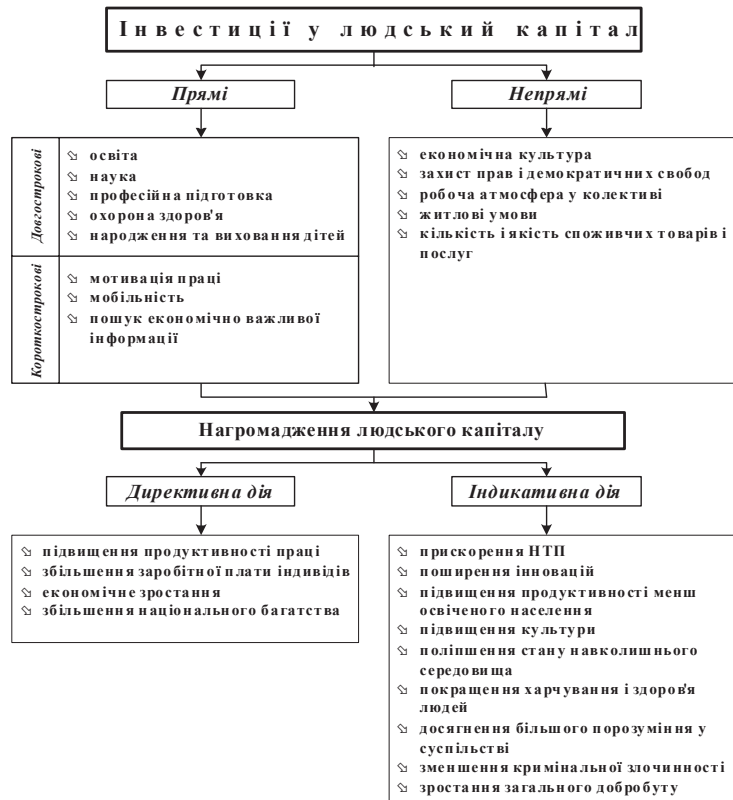 Інвестиції у людський капітал
Прямі
Непрямі
Довгострокові
освіта
наука
професійна підготовка
охорона здоров'я
народження та виховання дітей
Короткострокові
мотивація праці
мобільність
пошук економічно важливої
інформації
економічна культура
захист прав і демократичних свобод
робоча атмосфера у колективі
житлові умови
кількість і якість споживчих товарів і
послуг
Нагромадження людського капіталу
Директивна дія
Індикативна дія
підвищення продуктивності праці
збільшення заробітної плати індивідів
економічне зростання
збільшення національного багатства
прискорення НТП
поширення інновацій
підвищення продуктивності менш
освіченого населення
підвищення культури
поліпшення стану навколишнього
середовища
покращення харчування і здоров'я
людей
досягнення більшого порозуміння у
суспільстві
зменшення кримінальної злочинності
зростання загального добробуту